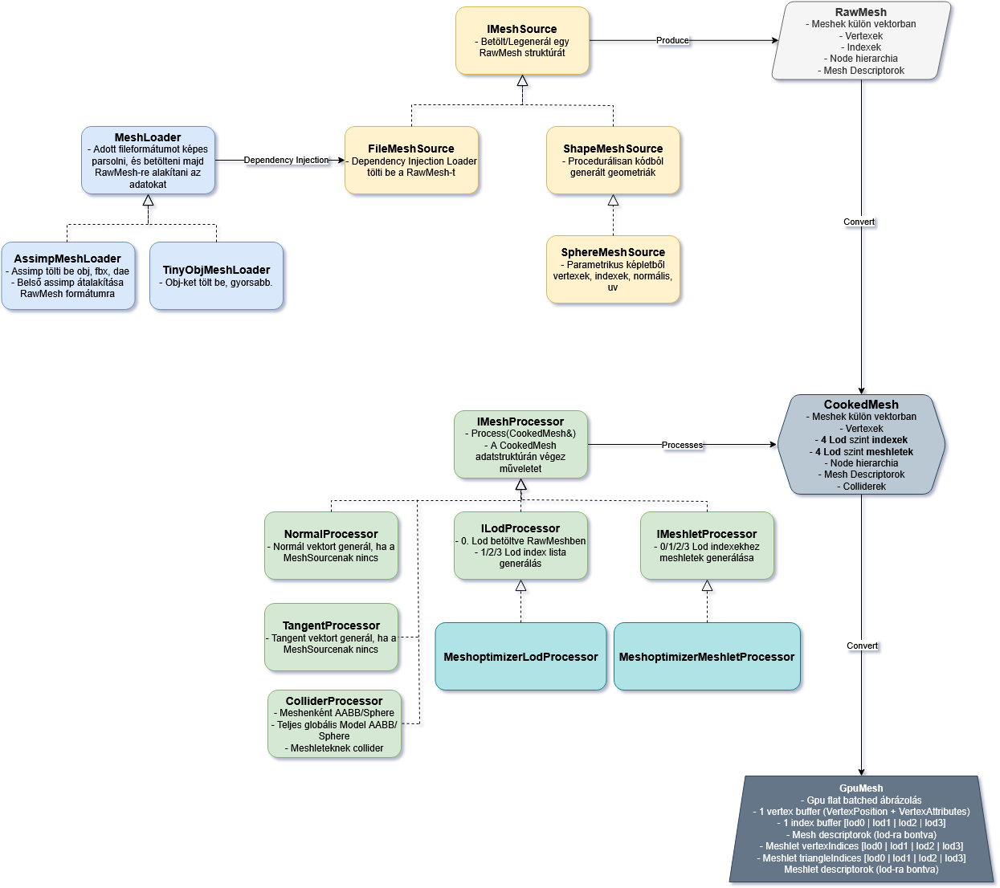 IMeshSource
- Betölt/Legenerál egy
RawMesh struktúrát
Produce
RawMesh
- Meshek külön vektorban
- Vertexek
- Indexek
- Node hierarchia
- Mesh Descriptorok
MeshLoader
- Adott fileformátumot képes
parsolni, és betölteni majd
RawMesh-re alakítani az
adatokat
Dependency Injection
FileMeshSource
- Dependency Injection Loader
tölti be a RawMesh-t
ShapeMeshSource
- Procedurálisan kódból
generált geometriák
Convert
AssimpMeshLoader
- Assimp tölti be obj, fbx, dae
- Belső assimp átalakítása
RawMesh formátumra
TinyObjMeshLoader
- Obj-ket tölt be, gyorsabb.
SphereMeshSource
- Parametrikus képletből
vertexek, indexek, normális,
uv
IMeshProcessor
- Process(CookedMesh&)
- A CookedMesh
adatstruktúrán végez
műveletet
Processes
CookedMesh
- Meshek külön vektorban
- Vertexek
- 4 Lod szint indexek
- 4 Lod szint meshletek
- Node hierarchia
- Mesh Descriptorok
- Colliderek
NormalProcessor
- Normál vektort generál, ha a
MeshSourcenak nincs
ILodProcessor
- 0. Lod betöltve RawMeshben
- 1/2/3 Lod index lista
generálás
IMeshletProcessor
- 0/1/2/3 Lod indexekhez
meshletek generálása
TangentProcessor
- Tangent vektort generál, ha a
MeshSourcenak nincs
MeshoptimizerLodProcessor
MeshoptimizerMeshletProcessor
Convert
ColliderProcessor
- Meshenként AABB/Sphere
- Teljes globális Model AABB/
Sphere
- Meshleteknek collider
GpuMesh
- Gpu flat batched ábrázolás
- 1 vertex buffer (VertexPosition + VertexAttributes)
- 1 index buffer [lod0 | lod1 | lod2 | lod3]
- Mesh descriptorok (lod-ra bontva)
- Meshlet vertexIndices [lod0 | lod1 | lod2 | lod3]
- Meshlet triangleIndices [lod0 | lod1 | lod2 | lod3]
Meshlet descriptorok (lod-ra bontva)